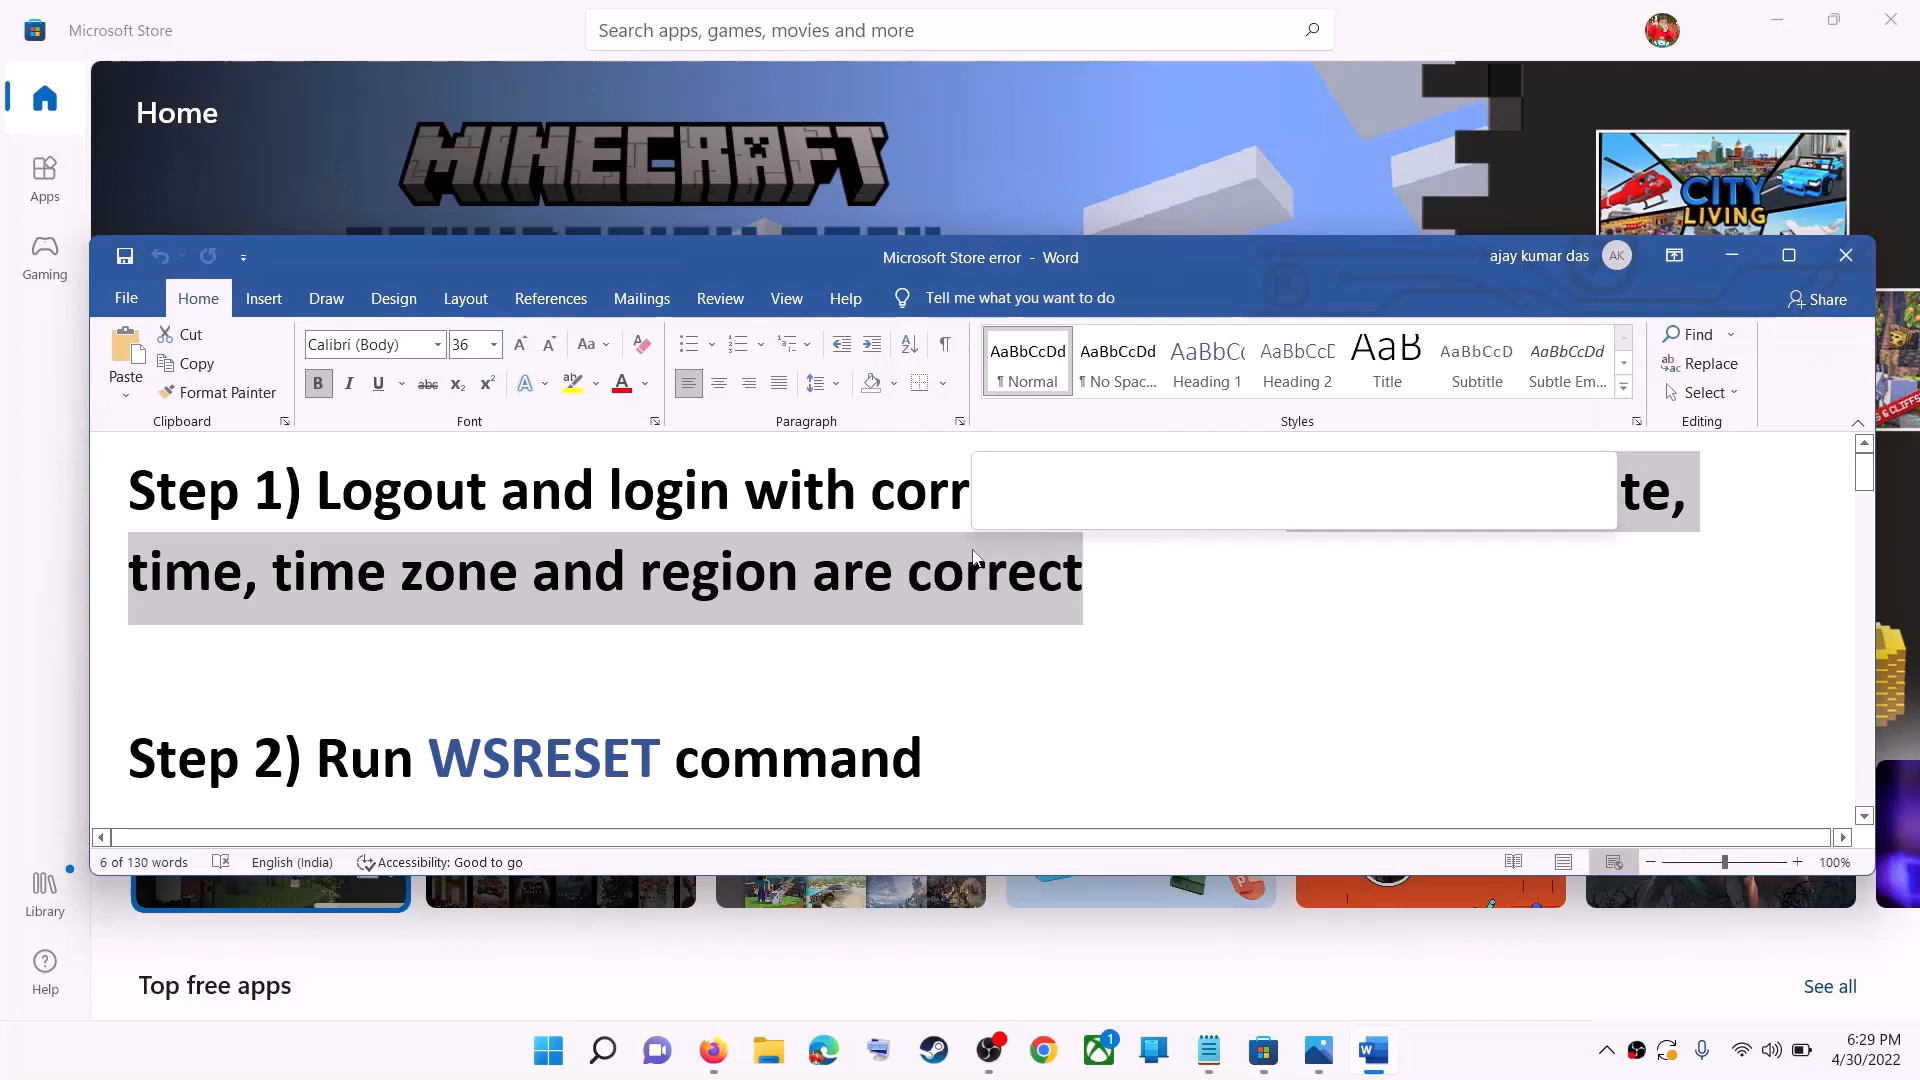 Microsoft Store
Search apps, games, movies and more
Home
MINECRAFT
CITY
LIVING
Apps
Gaming
Library
Help
Microsoft Store error - Word
ajay kumar das
AK
File
Home
Insert
Draw
Design
Layout
References
Mailings
Review
View
Help
Tell me what you want to do
Share
Paste
Cut
Copy
Format Painter
Clipboard
Calibri (Body)
36
Aa
B
I
U
abc
x₂
x²
A
A
Font
Paragraph
AaBbCcDd
¶ Normal
AaBbCcDd
¶ No Spac...
AaBbCc
Heading 1
AaBbCcD
Heading 2
AaB
Title
AaBbCcD
Subtitle
AaBbCcDd
Subtle Em...
Styles
Find
Replace
Select
Editing
Step 1) Logout and login with corr te,
time, time zone and region are correct
Step 2) Run WSRESET command
6 of 130 words
English (India)
Accessibility: Good to go
100%
Top free apps
See all
1
6:29 PM
4/30/2022